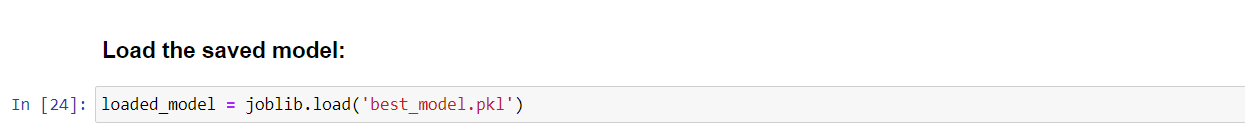 Load the saved model:
In [24]: loaded_model = joblib.load('best_model.pkl')